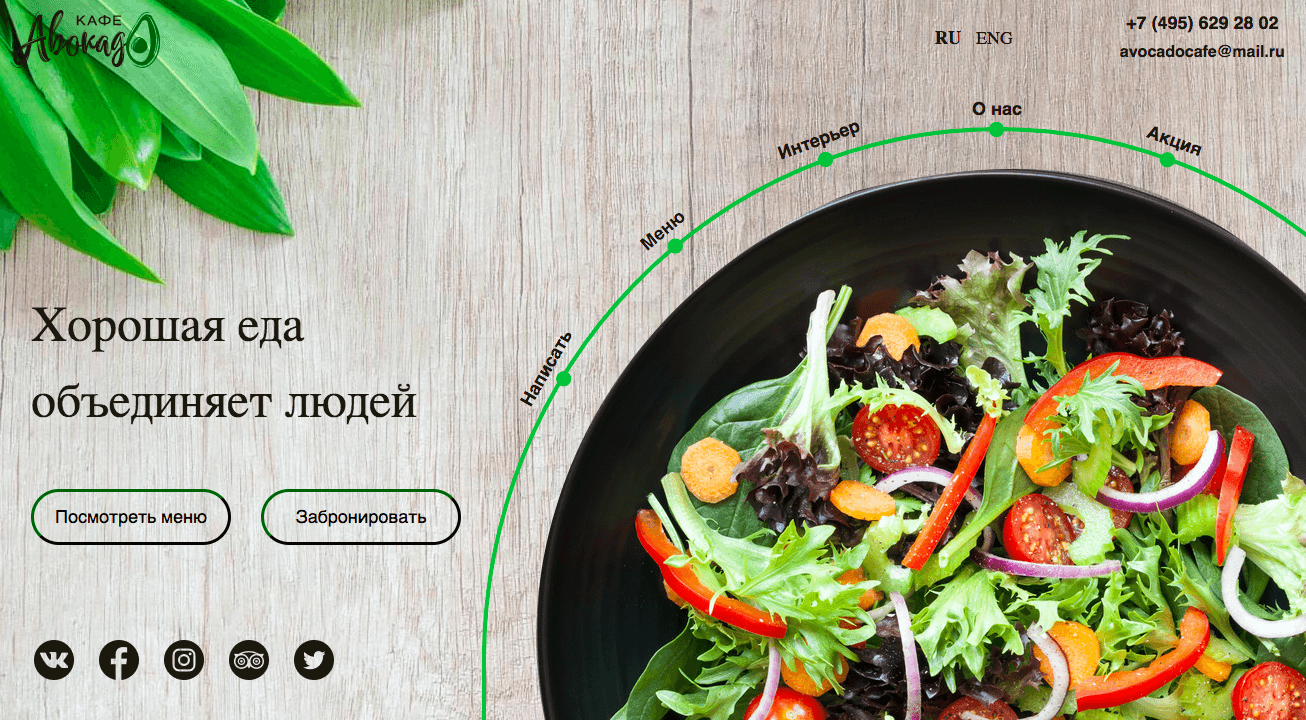 КАФЕ
Авокадо
RU ENG
+7 (495) 629 28 02
avocadocafe@mail.ru
О нас
Интерьер
Акция
Меню
Написать
Хорошая еда
объединяет людей
Посмотреть меню
Забронировать